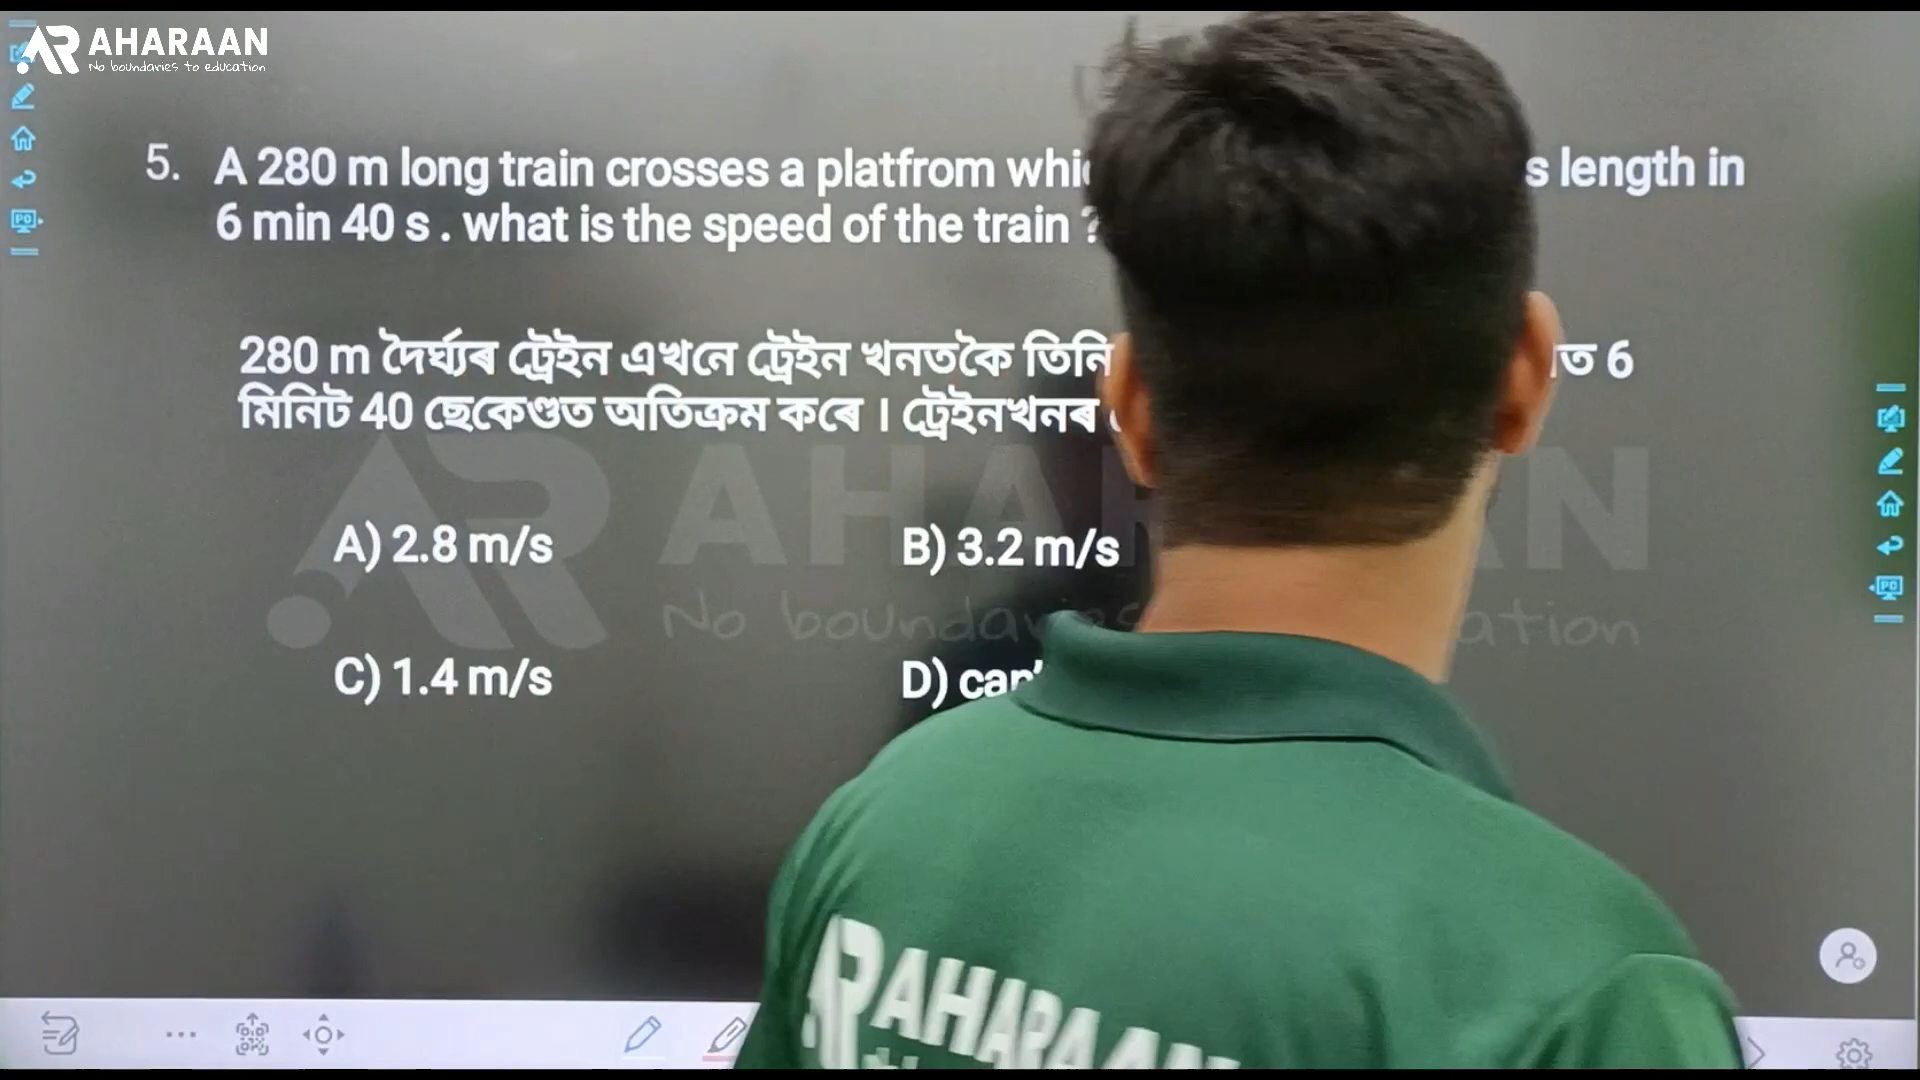 AHARAAN
No boundaries to education
5. A 280 m long train crosses a platfrom s length in
6 min 40 s . what is the speed of the train ?
280 m দৈৰ্ঘ্যৰ ট্ৰেইন এখনে ট্ৰেইন খনতকৈ 6
মিনিট 40 ছেকেণ্ডত অতিক্ৰম কৰে । ট্ৰেইনখনৰ
AHARAAN
No
A) 2.8 m/s B) 3.2 m/s
C) 1.4 m/s D)
AHARAAN